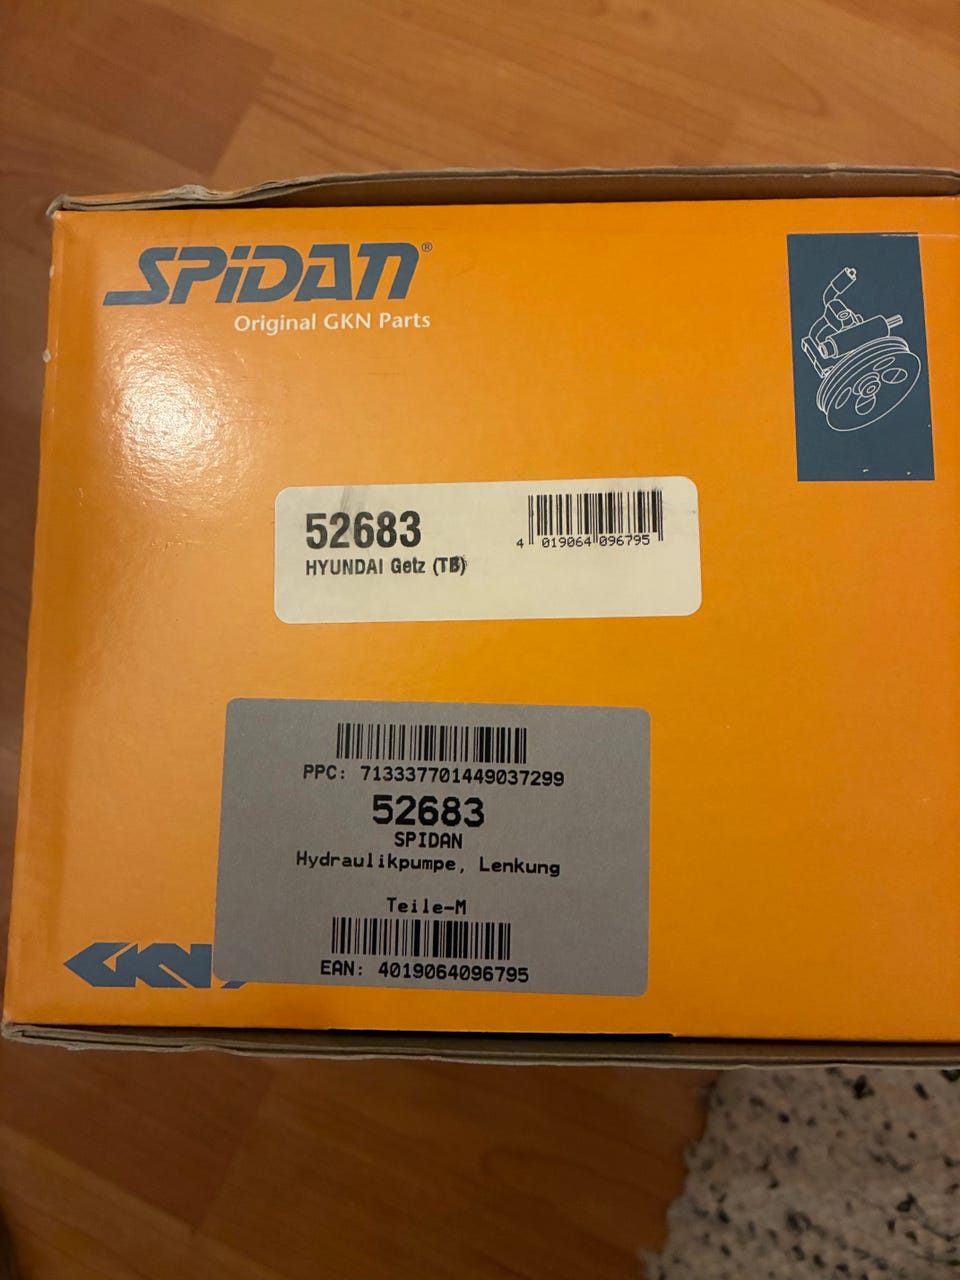 SPiDAN®
Original GKN Parts
52683
HYUNDAI Getz (TB)
4 019064 096795
PPC: 713337701449037299
52683
SPIDAN
Hydraulikpumpe, Lenkung
Teile-M
EAN: 4019064096795
GKN